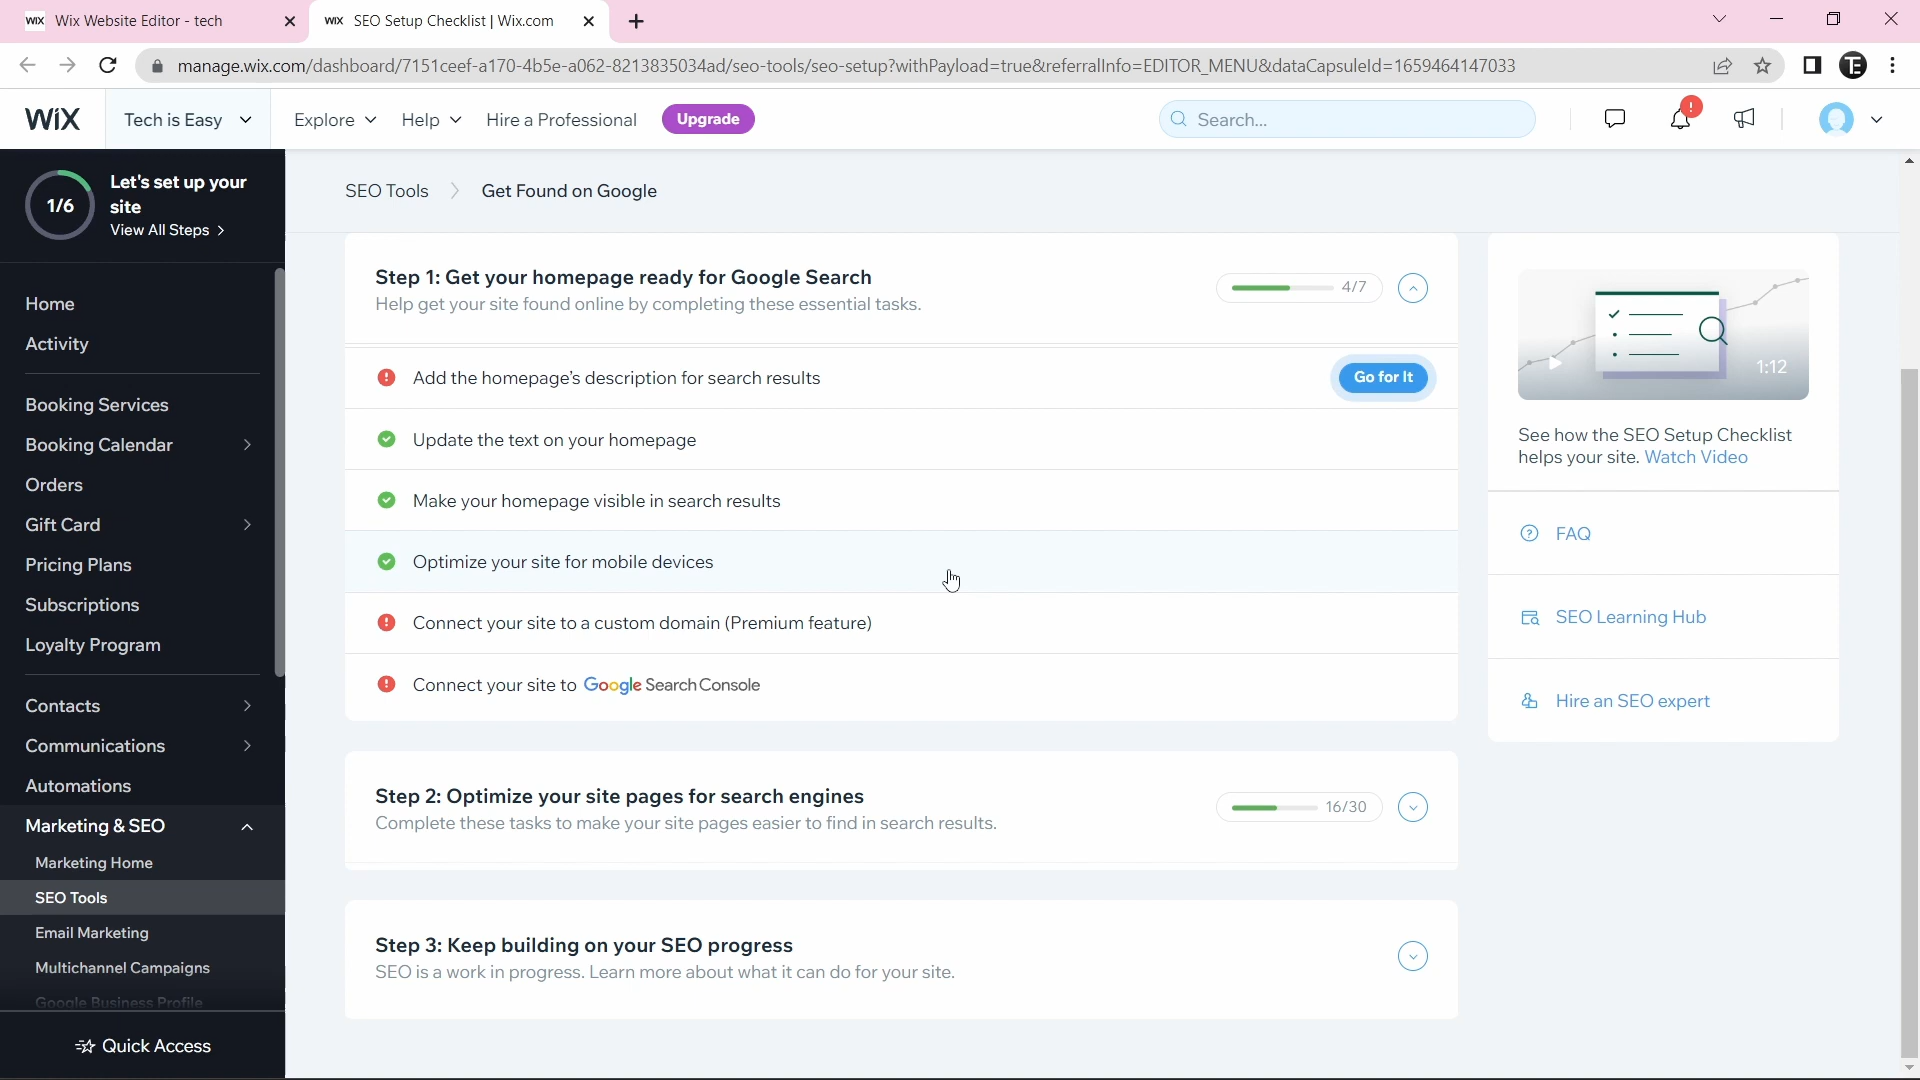 WiX Wix Website Editor - tech
WiX SEO Setup Checklist | Wix.com
manage.wix.com/dashboard/7151ceef-a170-4b5e-a062-8213835034ad/seo-tools/seo-setup?withPayload=true&referralInfo=EDITOR_MENU&dataCapsuleId=1659464147033
WiX
Tech is Easy
Explore
Help
Hire a Professional
Upgrade
Search...
1/6
Let's set up your
site
View All Steps >
Home
Activity
Booking Services
Booking Calendar
Orders
Gift Card
Pricing Plans
Subscriptions
Loyalty Program
Contacts
Communications
Automations
Marketing & SEO
Marketing Home
SEO Tools
Email Marketing
Multichannel Campaigns
Google Business Profile
Quick Access
SEO Tools > Get Found on Google
Step 1: Get your homepage ready for Google Search
Help get your site found online by completing these essential tasks.
4/7
Add the homepage's description for search results
Go for It
Update the text on your homepage
Make your homepage visible in search results
Optimize your site for mobile devices
Connect your site to a custom domain (Premium feature)
Connect your site to Google Search Console
Step 2: Optimize your site pages for search engines
Complete these tasks to make your site pages easier to find in search results.
16/30
Step 3: Keep building on your SEO progress
SEO is a work in progress. Learn more about what it can do for your site.
1:12
See how the SEO Setup Checklist
helps your site. Watch Video
FAQ
SEO Learning Hub
Hire an SEO expert